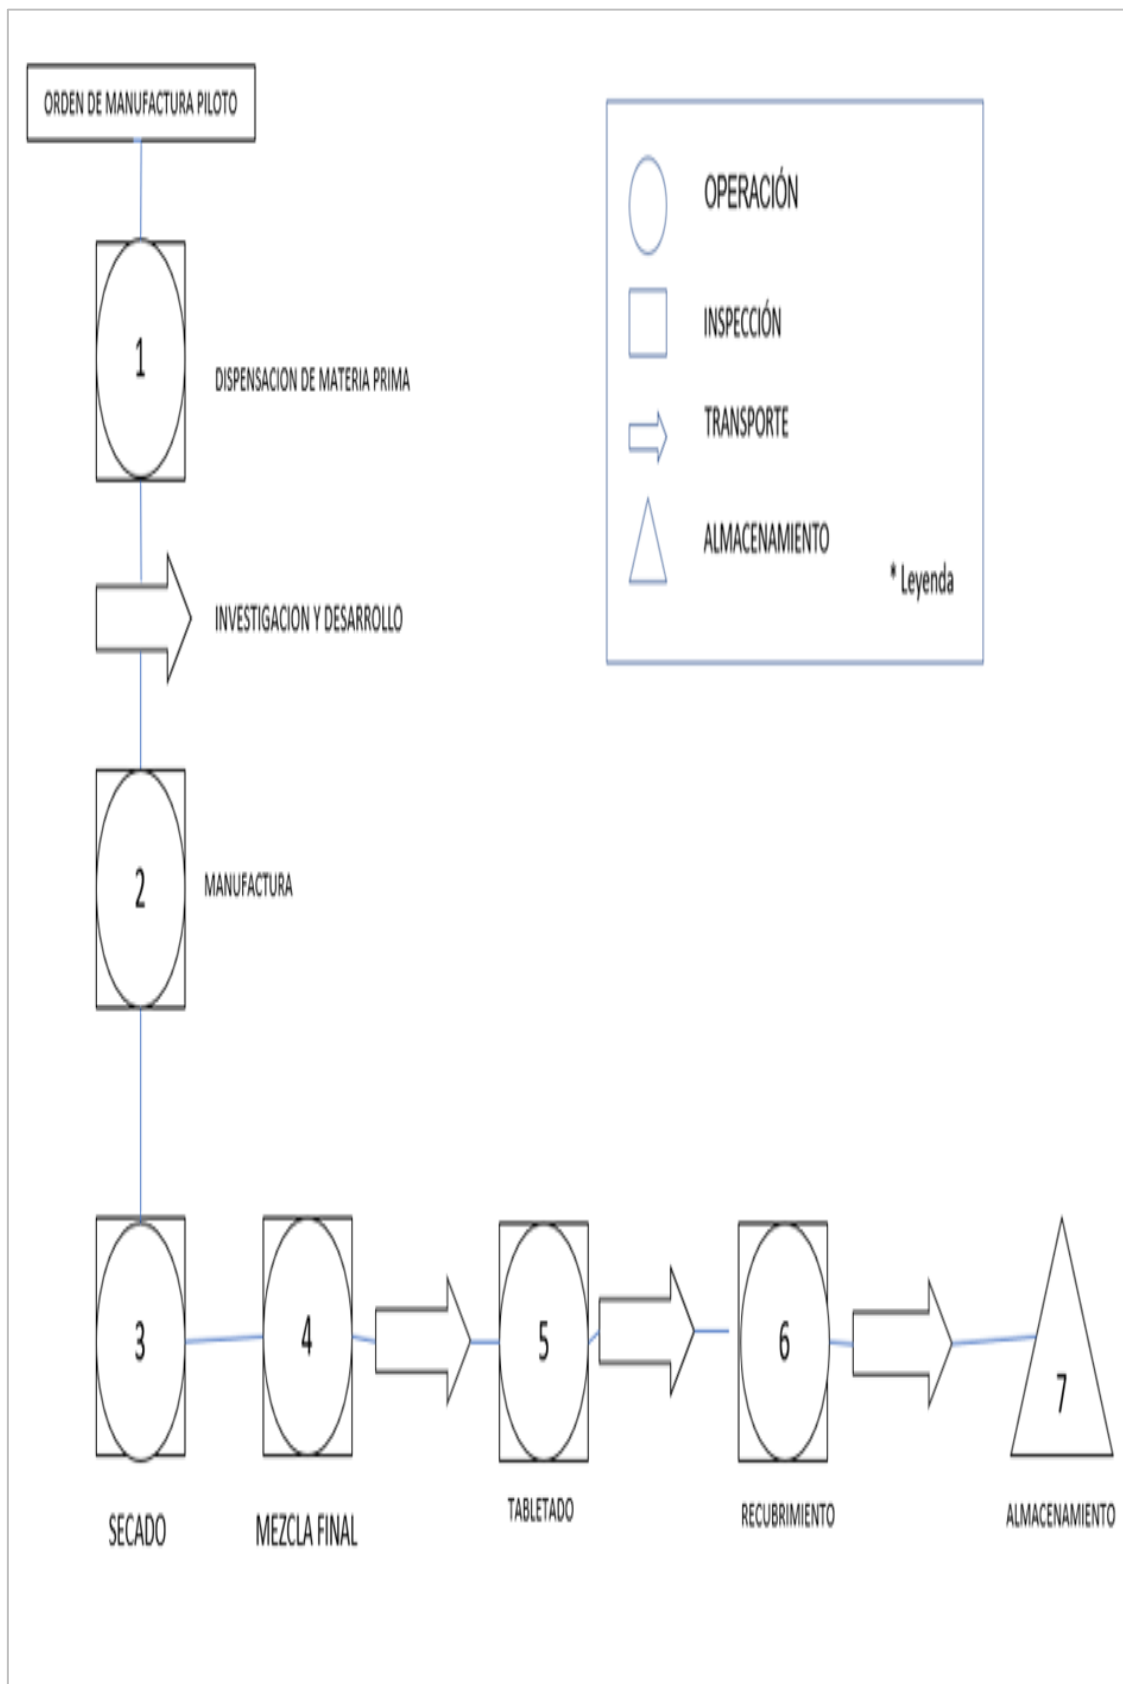 ORDEN DE MANUFACTURA PILOTO
OPERACIÓN
INSPECCIÓN
TRANSPORTE
ALMACENAMIENTO
* Leyenda
1
DISPENSACION DE MATERIA PRIMA
INVESTIGACION Y DESARROLLO
2
MANUFACTURA
3
4
5
6
7
SECADO
MEZCLA FINAL
TABLETADO
RECUBRIMIENTO
ALMACENAMIENTO